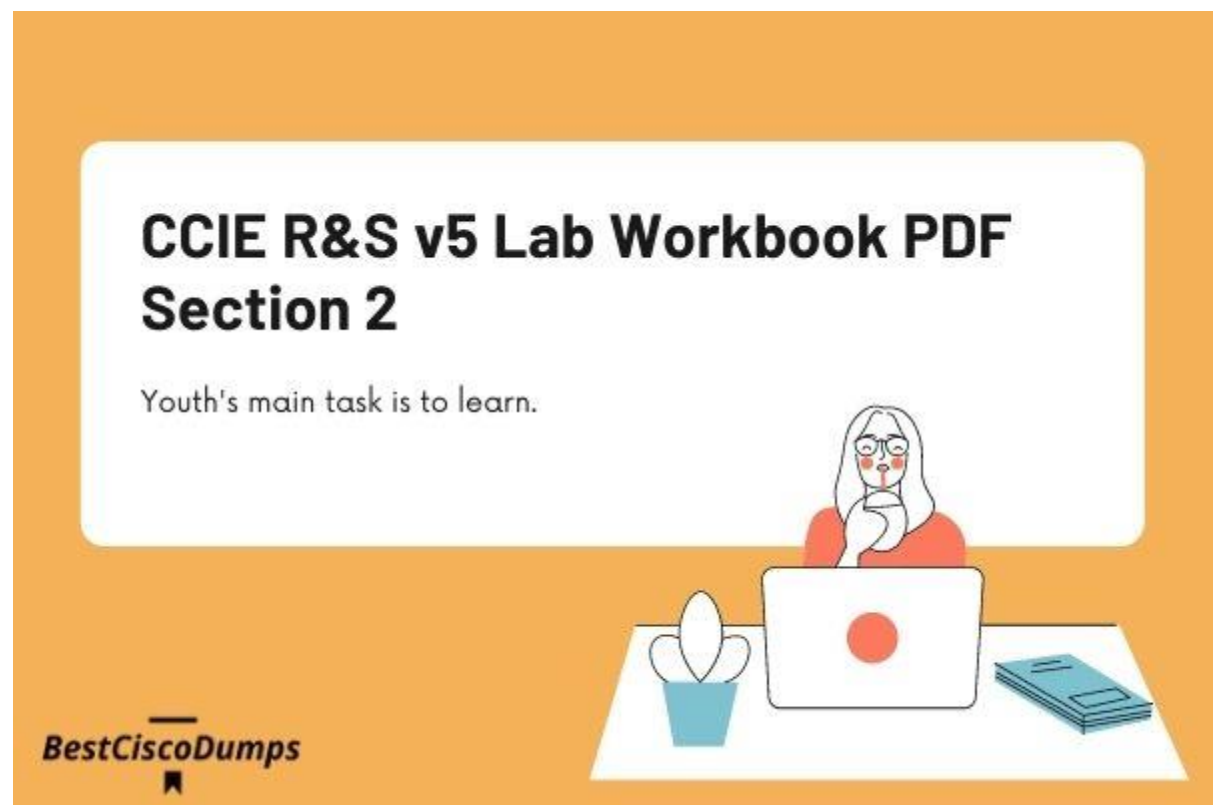 CCIE R&S v5 Lab Workbook PDF
Section 2
Youth's main task is to learn.
BestCiscoDumps